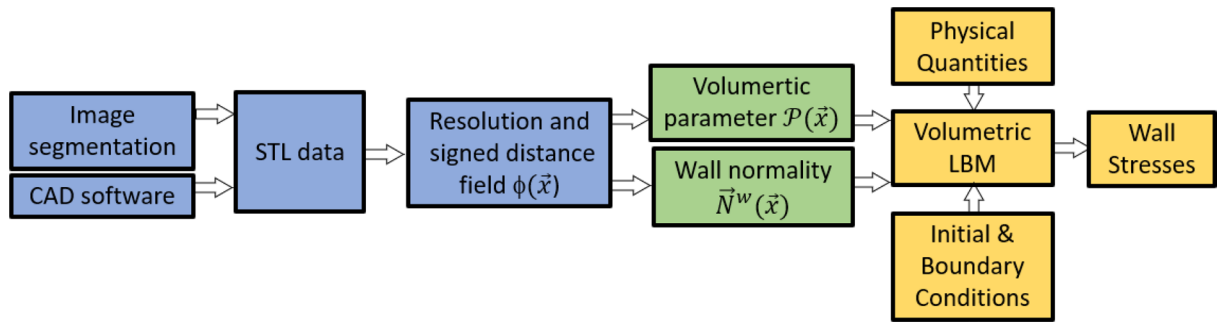 Image
segmentation
CAD software
STL data
Resolution and
signed distance
field ϕ(x⃗)
Volumertic
parameter 𝒫(x⃗)
Wall normality
N⃗ʷ(x⃗)
Physical
Quantities
Volumetric
LBM
Initial &
Boundary
Conditions
Wall
Stresses